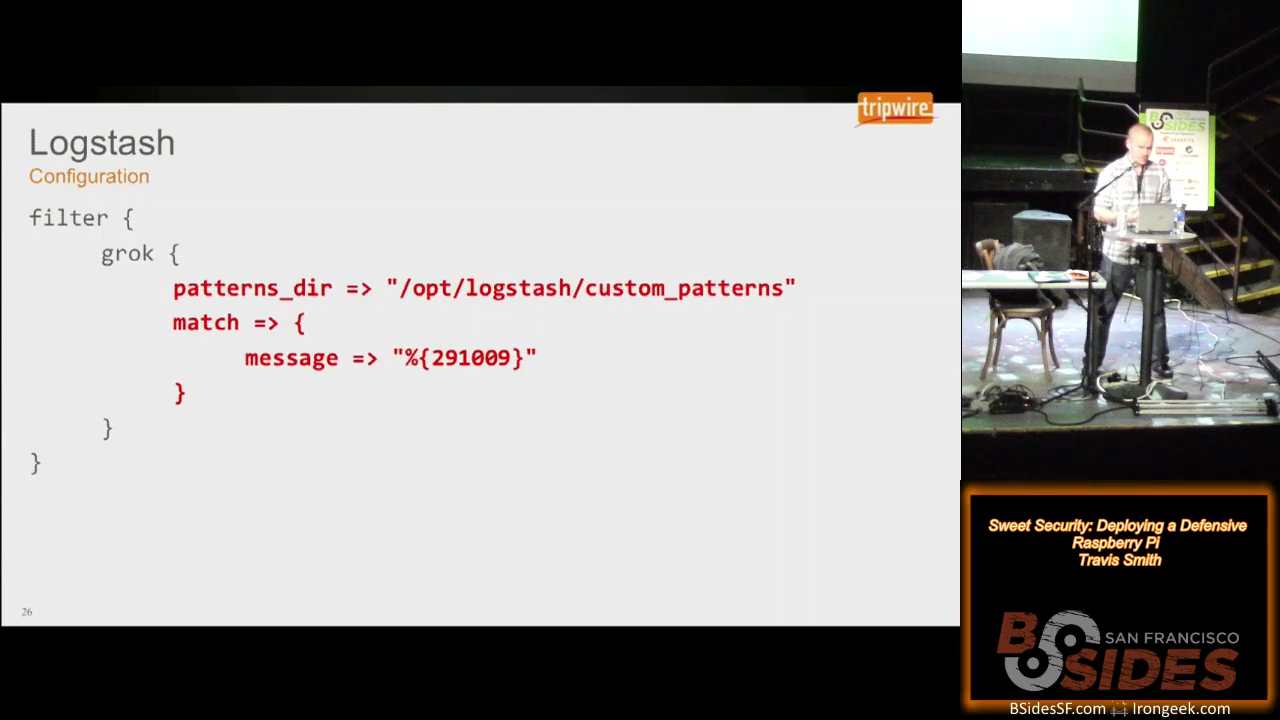 tripwire
Logstash
Configuration
filter {
grok {
patterns_dir => "/opt/logstash/custom_patterns"
match => {
message => "%{291009}"
}
}
}
26
BSIDES
Sweet Security: Deploying a Defensive
Raspberry Pi
Travis Smith
BSIDES
SAN FRANCISCO
BSidesSF.com
Irongeek.com